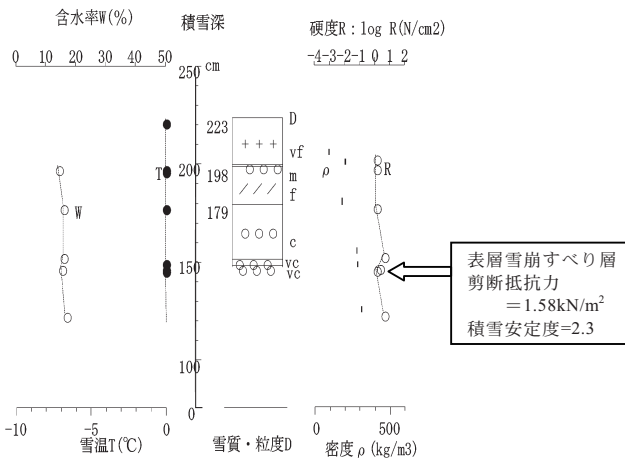 含水率W(%)
積雪深
硬度R : log R(N/cm2)
0 10 20 30 40 50
-4-3-2-1 0 1 2
250
cm
D
223
vf
ρ
200
T
198
m
R
f
W
179
c
150
vc
vc
表層雪崩すべり層
剪断抵抗力
＝1.58kN/m²
積雪安定度=2.3
100
0
-10 -5 0
0 500
雪温T(℃)
雪質・粒度D
密度 ρ (kg/m3)